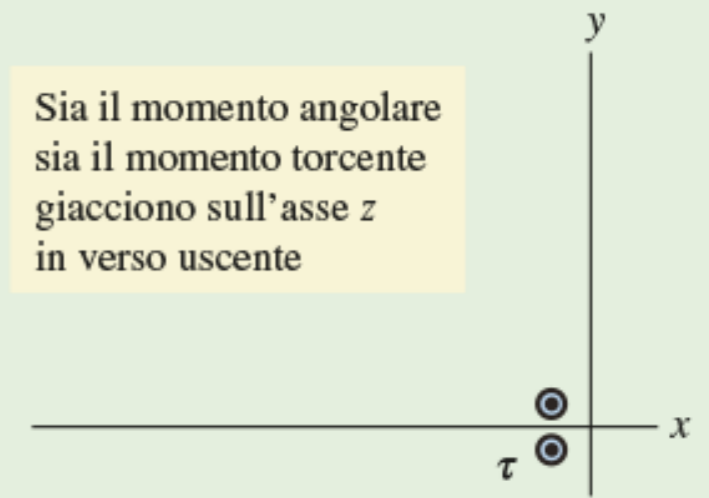 y
Sia il momento angolare
sia il momento torcente
giacciono sull’asse z
in verso uscente
x
τ